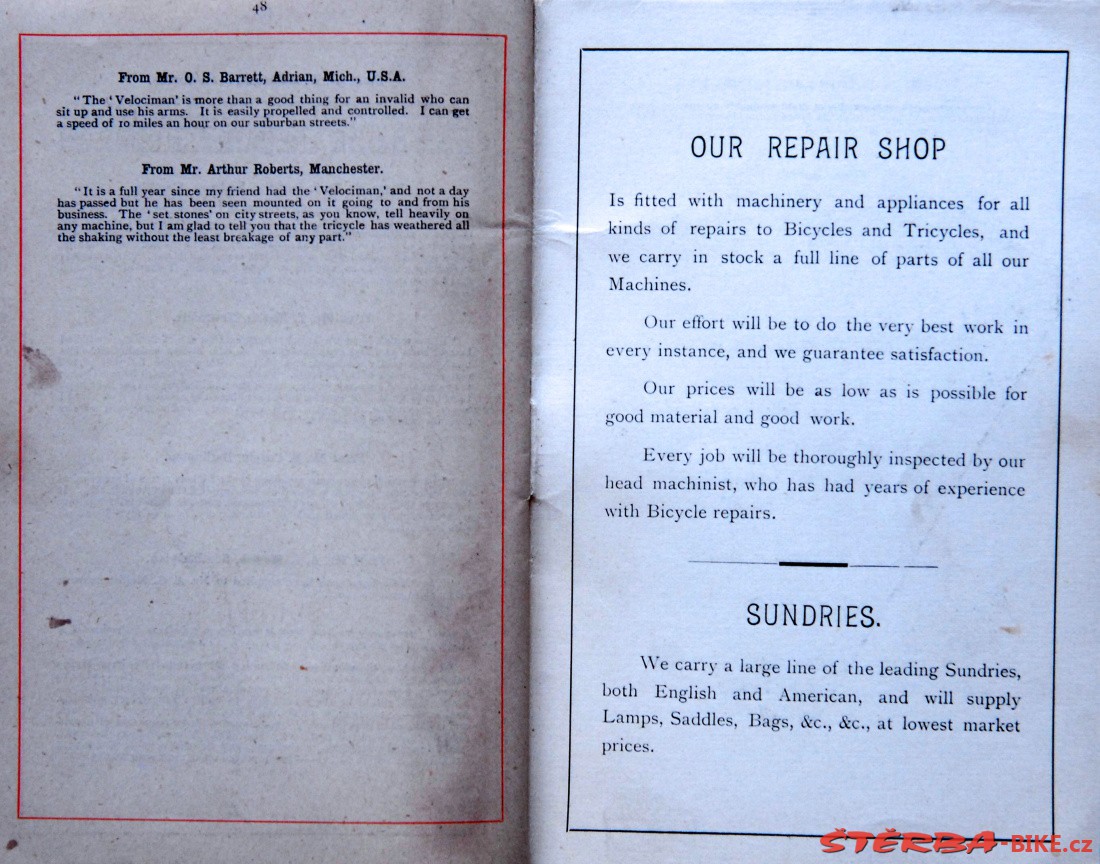 48
From Mr. O. S. Barrett, Adrian, Mich., U.S.A.
"The 'Velociman' is more than a good thing for an invalid who can
sit up and use his arms. It is easily propelled and controlled. I can get
a speed of 10 miles an hour on our suburban streets."
From Mr. Arthur Roberts, Manchester.
"It is a full year since my friend had the 'Velociman,' and not a day
has passed but he has been seen mounted on it going to and from his
business. The 'set stones' on city streets, as you know, tell heavily on
any machine, but I am glad to tell you that the tricycle has weathered all
the shaking without the least breakage of any part."
OUR REPAIR SHOP
Is fitted with machinery and appliances for all
kinds of repairs to Bicycles and Tricycles, and
we carry in stock a full line of parts of all our
Machines.
Our effort will be to do the very best work in
every instance, and we guarantee satisfaction.
Our prices will be as low as is possible for
good material and good work.
Every job will be thoroughly inspected by our
head machinist, who has had years of experience
with Bicycle repairs.
SUNDRIES.
We carry a large line of the leading Sundries,
both English and American, and will supply
Lamps, Saddles, Bags, &c., &c., at lowest market
prices.
ŠTĚRBA-BIKE.cz